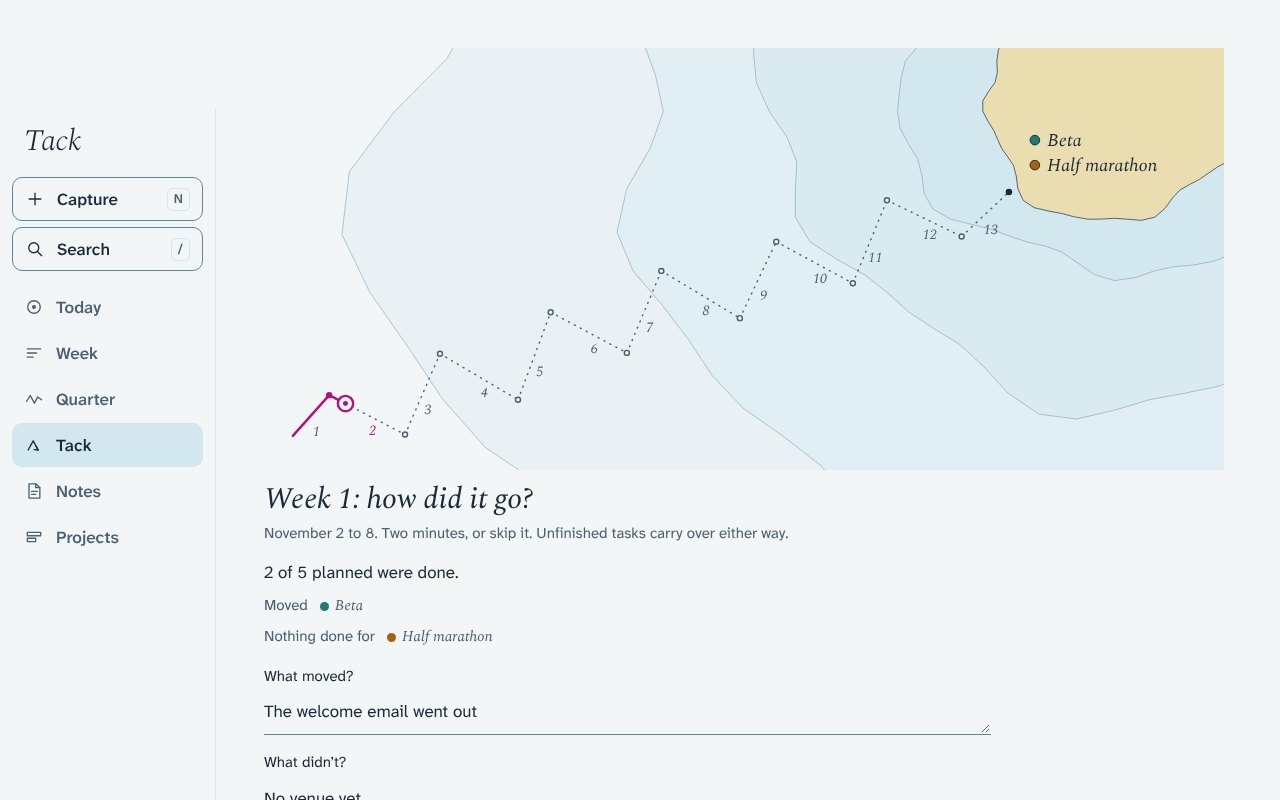 Tack
Capture N
Search /
Today
Week
Quarter
Tack
Notes
Projects
Beta
Half marathon
1
2
3
4
5
6
7
8
9
10
11
12
13
Week 1: how did it go?
November 2 to 8. Two minutes, or skip it. Unfinished tasks carry over either way.
2 of 5 planned were done.
Moved Beta
Nothing done for Half marathon
What moved?
The welcome email went out
What didn't?
No venue yet